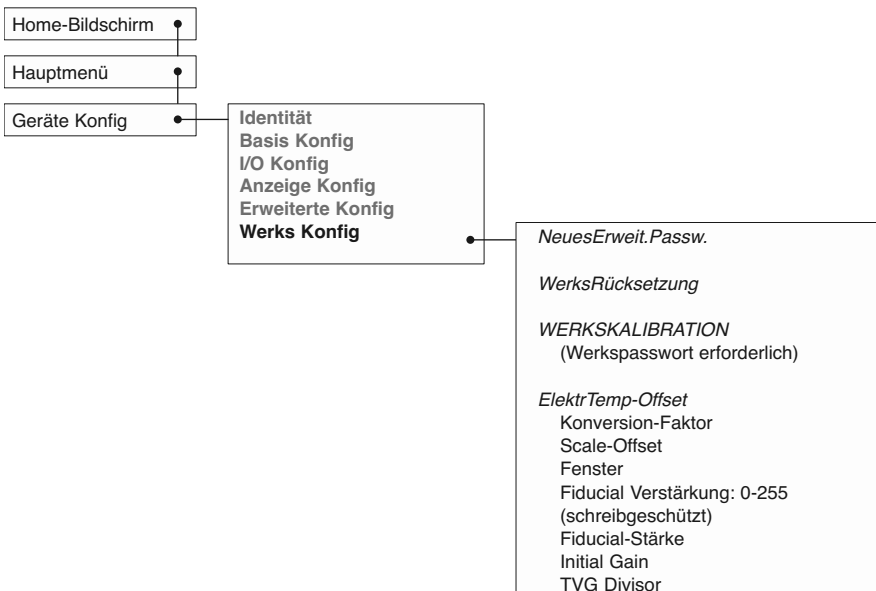 Home-Bildschirm
Hauptmenü
Geräte Konfig
Identität
Basis Konfig
I/O Konfig
Anzeige Konfig
Erweiterte Konfig
Werks Konfig
NeuesErweit.Passw.
WerksRücksetzung
WERKSKALIBRATION
(Werkspasswort erforderlich)
ElektrTemp-Offset
Konversion-Faktor
Scale-Offset
Fenster
Fiducial Verstärkung: 0-255
(schreibgeschützt)
Fiducial-Stärke
Initial Gain
TVG Divisor